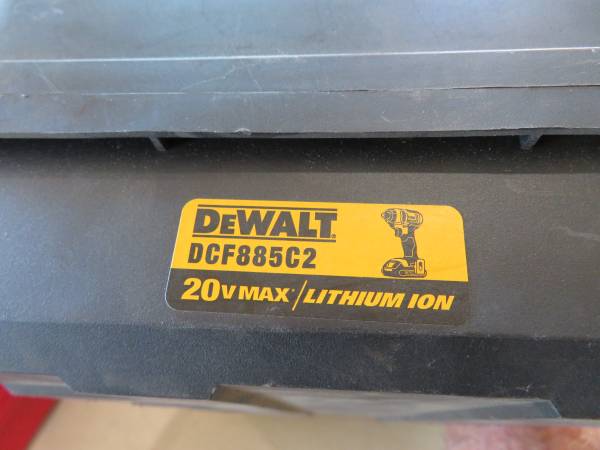 DEWALT
DCF885C2
20V MAX* / LITHIUM ION